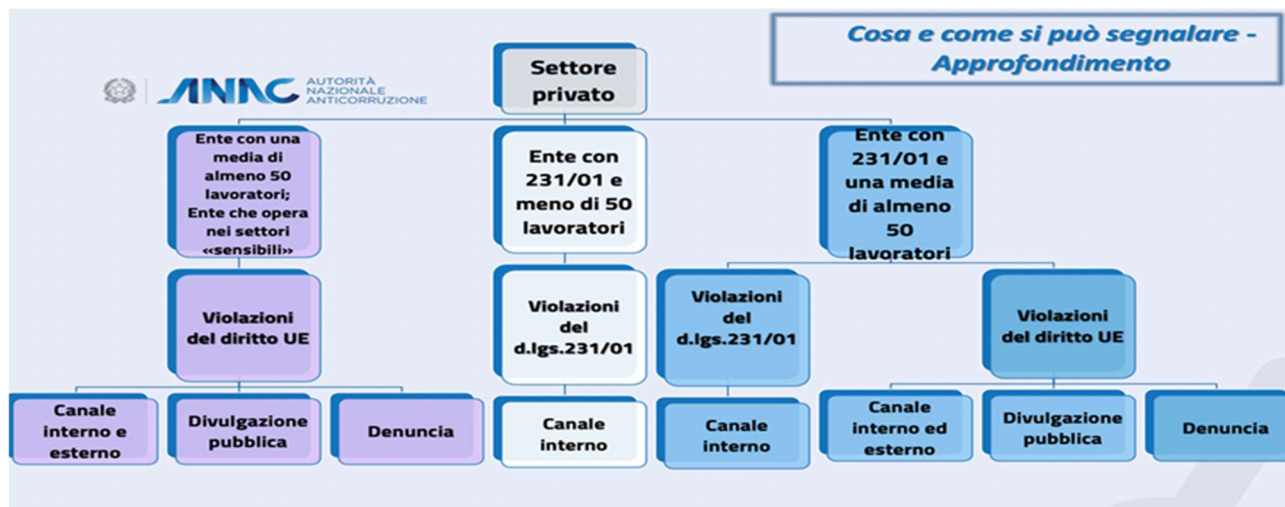 Cosa e come si può segnalare -
Approfondimento
ANAC
AUTORITÀ
NAZIONALE
ANTICORRUZIONE
Settore
privato
Ente con una
media di
almeno 50
lavoratori;
Ente che opera
nei settori
«sensibili»
Ente con
231/01 e
meno di 50
lavoratori
Ente con
231/01 e
una media
di almeno
50
lavoratori
Violazioni
del diritto UE
Violazioni
del
d.lgs.231/01
Violazioni
del
d.lgs.231/01
Violazioni
del diritto UE
Canale
interno e
esterno
Divulgazione
pubblica
Denuncia
Canale
interno
Canale
interno
Canale
interno ed
esterno
Divulgazione
pubblica
Denuncia